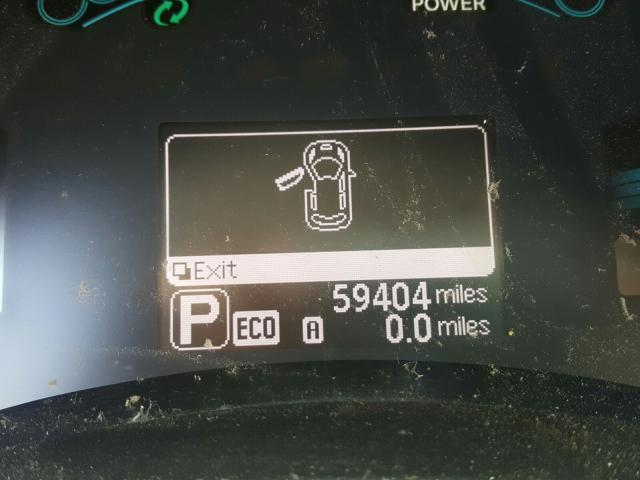 POWER
Exit
59404 miles
P ECO A 0.0 miles